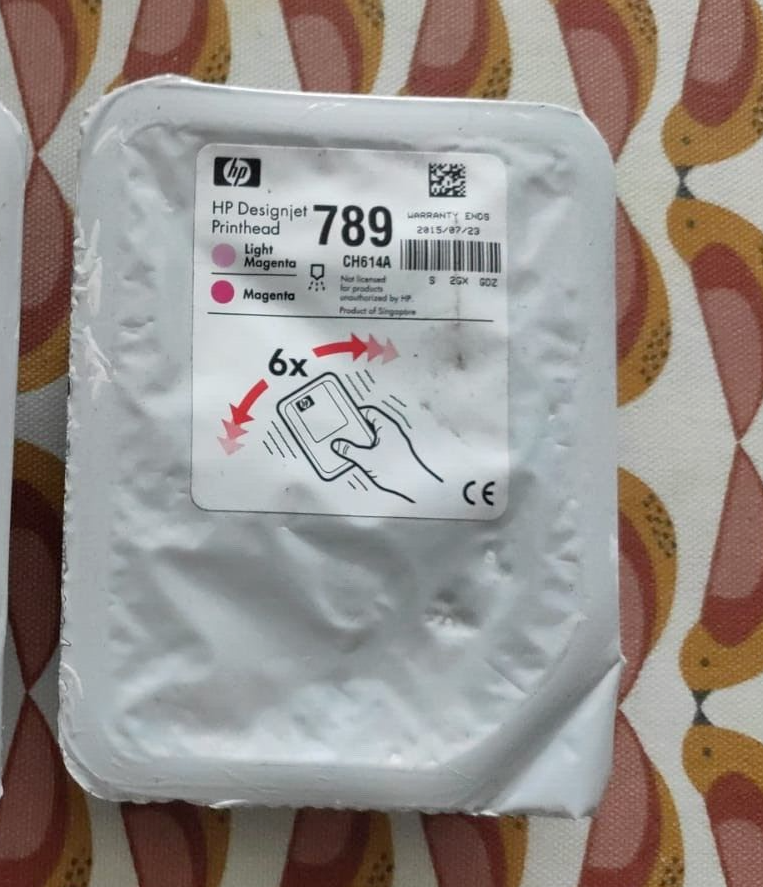 hp
HP Designjet
Printhead
789
WARRANTY ENDS
2015/07/23
Light
Magenta
CH614A
Magenta
Not licensed
for products
unauthorized by HP.
Product of Singapore
S 2GX GOZ
6x
hp
CE